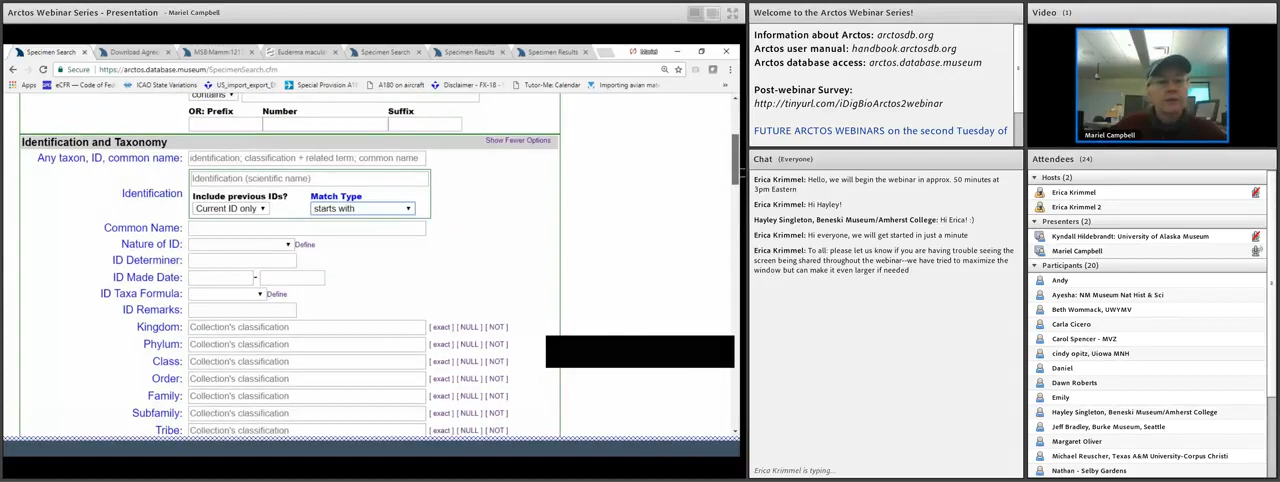 Arctos Webinar Series - Presentation - Mariel Campbell
Specimen Search
Download Agre
MSB:Mamm:121
Euderma macula
Specimen Search
Specimen Results
Specimen Results
Mariel
Secure https://arctos.database.museum/SpecimenSearch.cfm
Apps
eCFR — Code of Fed
ICAO State Variations
US_import_export_
Special Provision A1
A180 on aircraft
Disclaimer - FX-18 -
Tutor-Me: Calendar
Importing avian mat
contains
OR: Prefix Number Suffix
Identification and Taxonomy Show Fewer Options
Any taxon, ID, common name: identification; classification + related term; common name
Identification (scientific name)
Identification
Include previous IDs? Match Type
Current ID only starts with
Common Name:
Nature of ID: Define
ID Determiner:
ID Made Date: -
ID Taxa Formula: Define
ID Remarks:
Kingdom: Collection's classification [ exact ] [ NULL ] [ NOT ]
Phylum: Collection's classification [ exact ] [ NULL ] [ NOT ]
Class: Collection's classification [ exact ] [ NULL ] [ NOT ]
Order: Collection's classification [ exact ] [ NULL ] [ NOT ]
Family: Collection's classification [ exact ] [ NULL ] [ NOT ]
Subfamily: Collection's classification [ exact ] [ NULL ] [ NOT ]
Tribe: Collection's classification [ exact ] [ NULL ] [ NOT ]
Welcome to the Arctos Webinar Series!
Information about Arctos: arctosdb.org
Arctos user manual: handbook.arctosdb.org
Arctos database access: arctos.database.museum
Post-webinar Survey:
http://tinyurl.com/iDigBioArctos2webinar
FUTURE ARCTOS WEBINARS on the second Tuesday of
Chat (Everyone)
Erica Krimmel: Hello, we will begin the webinar in approx. 50 minutes at
3pm Eastern
Erica Krimmel: Hi Hayley!
Hayley Singleton, Beneski Museum/Amherst College: Hi Erica! :)
Erica Krimmel: Hi everyone, we will get started in just a minute
Erica Krimmel: To all: please let us know if you are having trouble seeing the
screen being shared throughout the webinar--we have tried to maximize the
window but can make it even larger if needed
Erica Krimmel is typing...
Video (1)
Mariel Campbell
Attendees (24)
Hosts (2)
Erica Krimmel
Erica Krimmel 2
Presenters (2)
Kyndall Hildebrandt: University of Alaska Museum
Mariel Campbell
Participants (20)
Andy
Ayesha: NM Museum Nat Hist & Sci
Beth Wommack, UWYMV
Carla Cicero
Carol Spencer - MVZ
cindy opitz, Uiowa MNH
Daniel
Dawn Roberts
Emily
Hayley Singleton, Beneski Museum/Amherst College
Jeff Bradley, Burke Museum, Seattle
Margaret Oliver
Michael Reuscher, Texas A&M University-Corpus Christi
Nathan - Selby Gardens